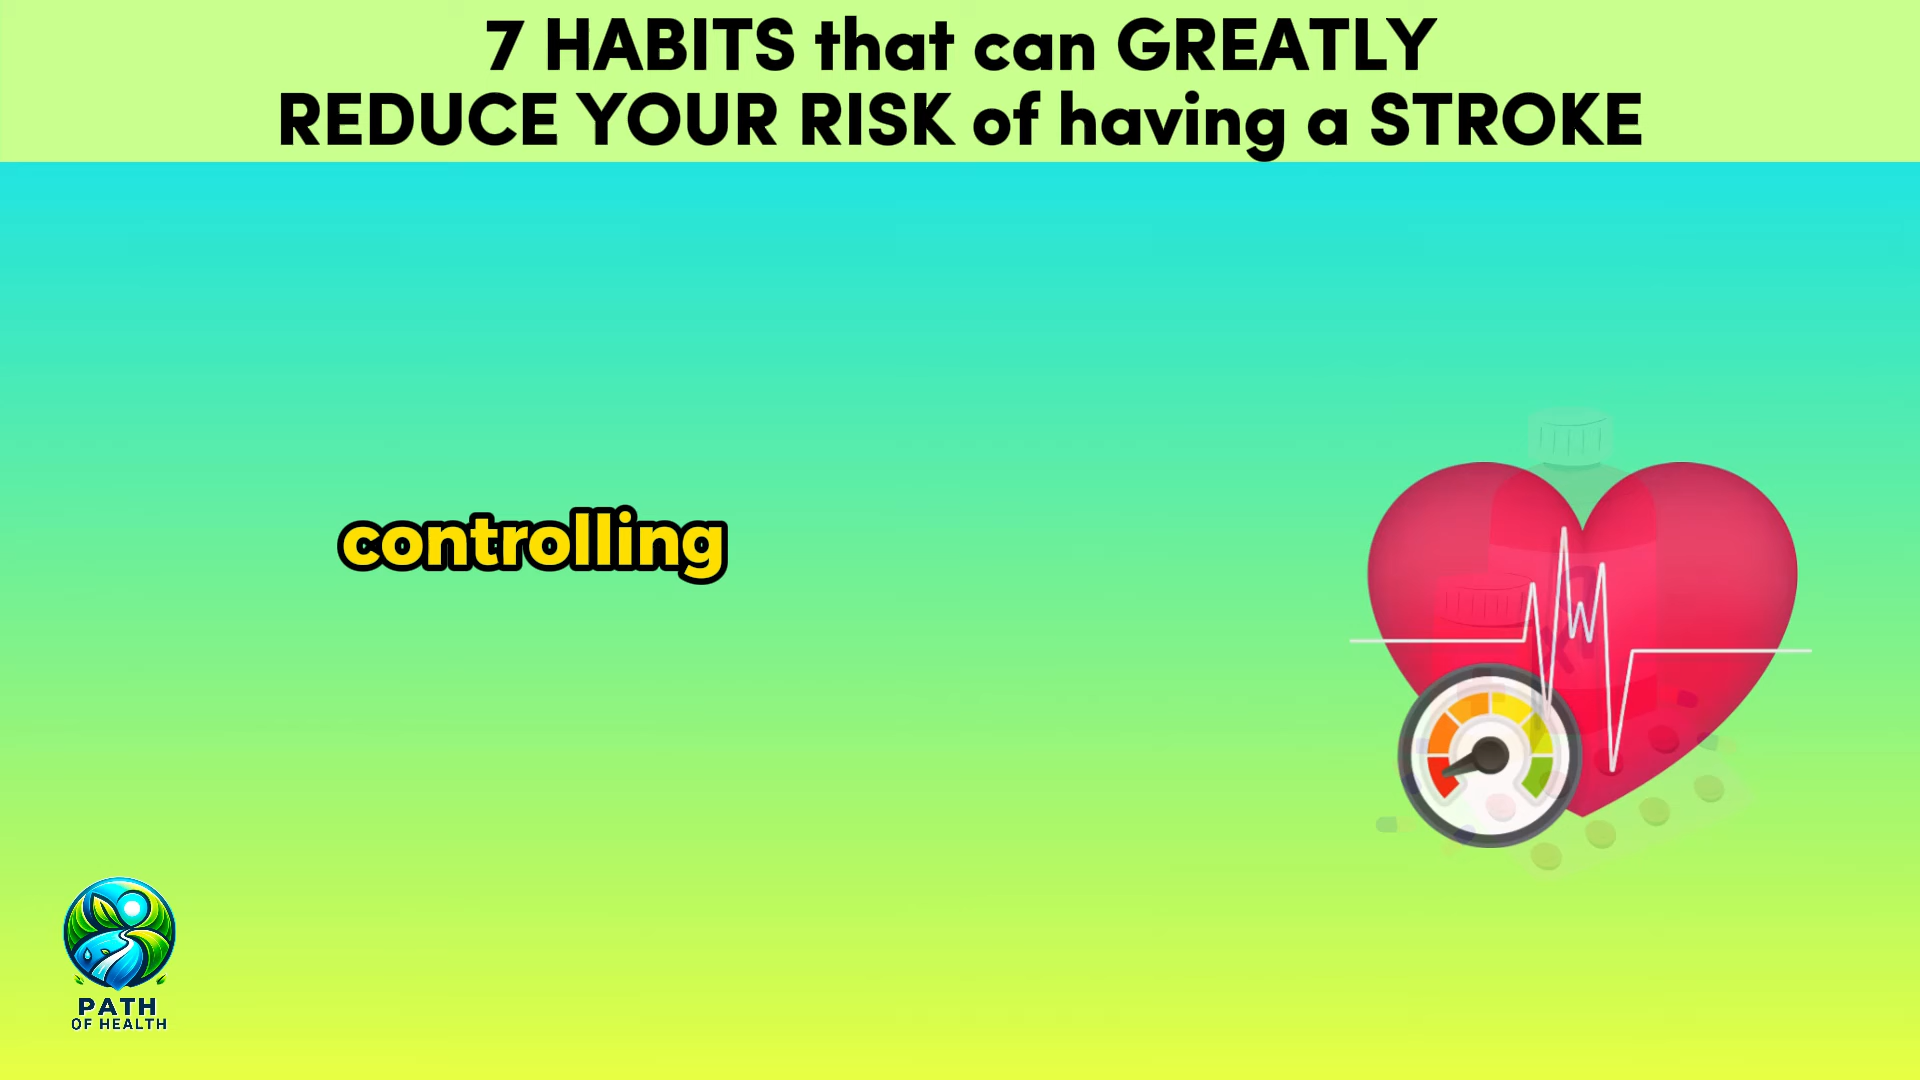 7 HABITS that can GREATLY
REDUCE YOUR RISK of having a STROKE
controlling
PATH
OF HEALTH